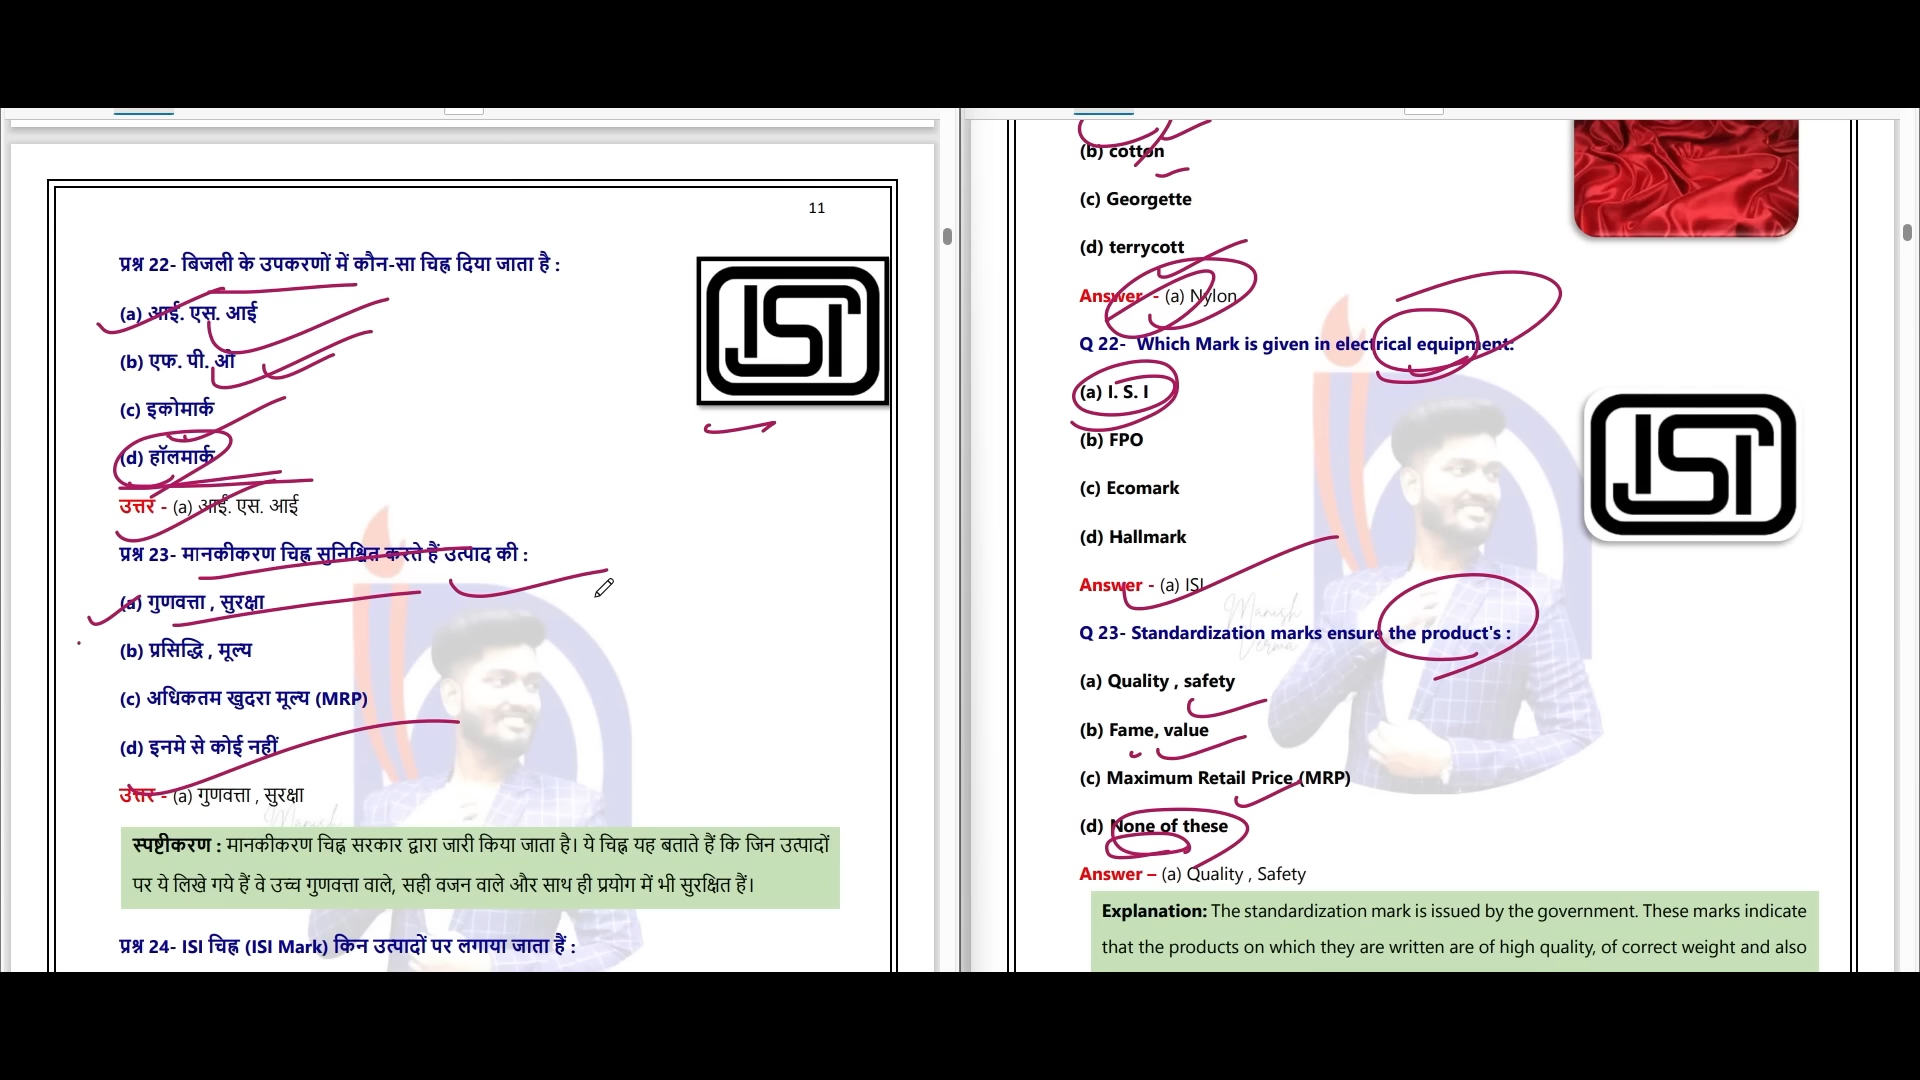 11
प्रश्न 22- बिजली के उपकरणों में कौन-सा चिह्न दिया जाता है :
(a) आई. एस. आई
(b) एफ. पी. ओ
(c) इकोमार्क
(d) हॉलमार्क
उत्तर - (a) आई. एस. आई
प्रश्न 23- मानकीकरण चिह्न सुनिश्चित करते हैं उत्पाद की :
(a) गुणवत्ता , सुरक्षा
(b) प्रसिद्धि , मूल्य
(c) अधिकतम खुदरा मूल्य (MRP)
(d) इनमे से कोई नहीं
उत्तर - (a) गुणवत्ता , सुरक्षा
स्पष्टीकरण : मानकीकरण चिह्न सरकार द्वारा जारी किया जाता है। ये चिह्न यह बताते हैं कि जिन उत्पादों
पर ये लिखे गये हैं वे उच्च गुणवत्ता वाले, सही वजन वाले और साथ ही प्रयोग में भी सुरक्षित हैं।
प्रश्न 24- ISI चिह्न (ISI Mark) किन उत्पादों पर लगाया जाता हैं :
ISI
Manish
(b) cotton
(c) Georgette
(d) terrycott
Answer - (a) Nylon
Q 22- Which Mark is given in electrical equipment:
(a) I. S. I
(b) FPO
(c) Ecomark
(d) Hallmark
Answer - (a) ISI
Q 23- Standardization marks ensure the product's :
(a) Quality , safety
(b) Fame, value
(c) Maximum Retail Price (MRP)
(d) None of these
Answer – (a) Quality , Safety
Explanation: The standardization mark is issued by the government. These marks indicate
that the products on which they are written are of high quality, of correct weight and also
ISI
Manish
Verma